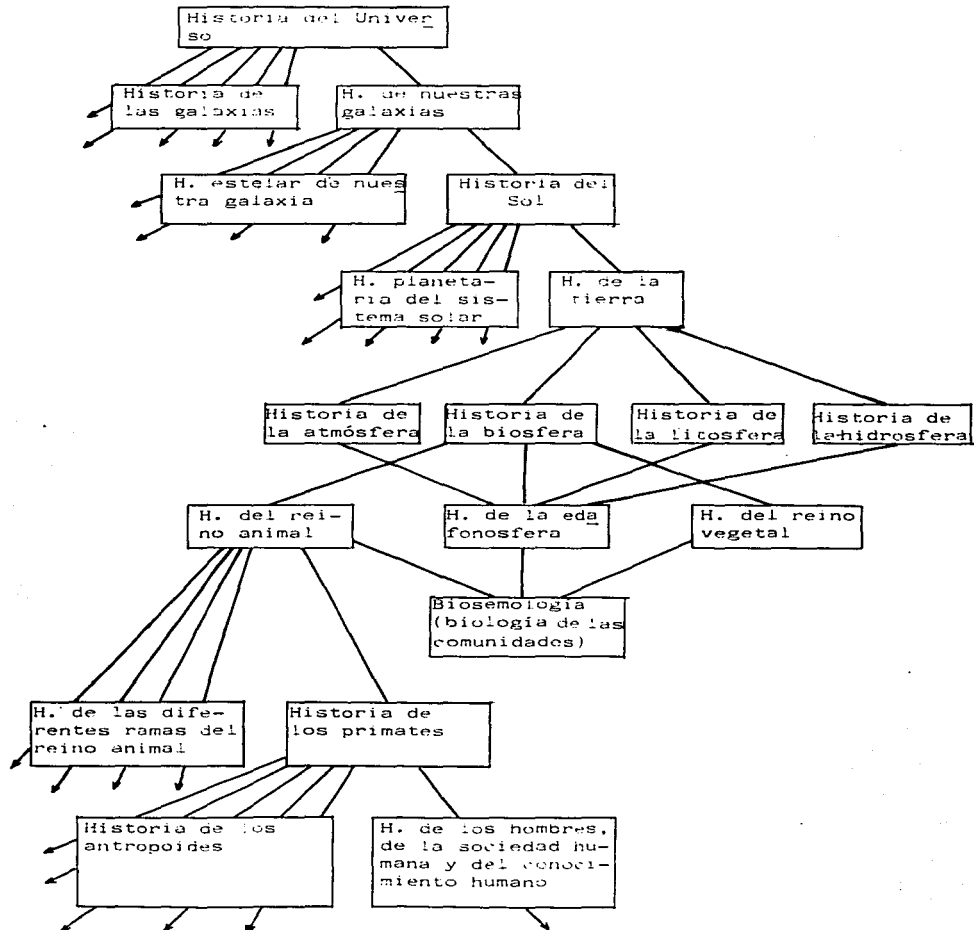 Historia del Univer
so
Historia de
las galaxias
H. de nuestras
galaxias
H. estelar de nues
tra galaxia
Historia del
Sol
H. planeta-
ria del sis-
tema solar
H. de la
tierra
Historia de
la atmósfera
Historia de
la biosfera
Historia de
la litosfera
Historia de
la hidrosfera
H. del rei-
no animal
H. de la eda
fonosfera
H. del reino
vegetal
Biosemología
(biología de las
comunidades)
H. de las dife-
rentes ramas del
reino animal
Historia de
los primates
Historia de los
antropoides
H. de los hombres,
de la sociedad hu-
mana y del conoci-
miento humano